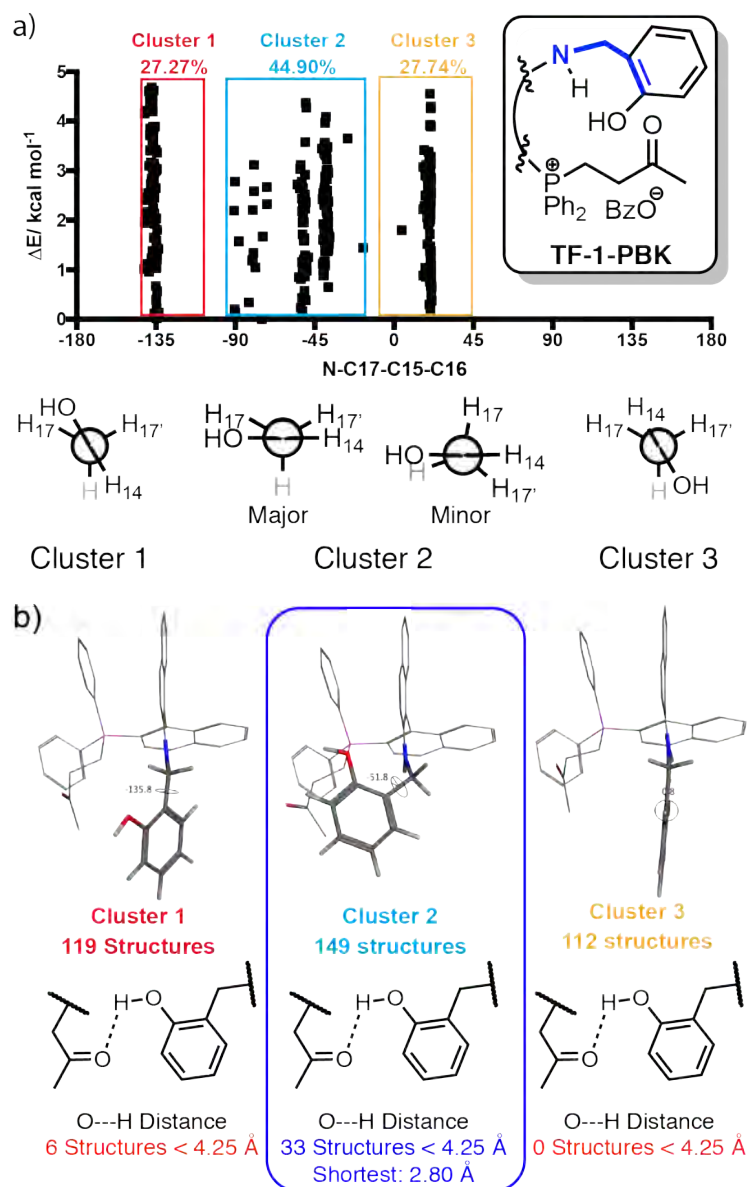 a)
Cluster 1
27.27%
Cluster 2
44.90%
Cluster 3
27.74%
ΔE/ kcal mol⁻¹
5
4
3
2
1
0
-180 -135 -90 -45 0 45 90 135 180
N-C17-C15-C16
N
H
HO
O
P⊕
Ph₂ BzO⊖
TF-1-PBK
HO
H₁₇ H₁₇'
H H₁₄
Cluster 1
H₁₇ H₁₇'
HO H₁₄
H
Major
H₁₇
HO H₁₄
H H₁₇'
Minor
Cluster 2
H₁₄
H₁₇ H₁₇'
H OH
Cluster 3
b)
-135.8
-51.8
Cluster 1
119 Structures
Cluster 2
149 structures
Cluster 3
112 structures
H-O
O
H-O
O
H-O
O
O---H Distance
6 Structures < 4.25 Å
O---H Distance
33 Structures < 4.25 Å
Shortest: 2.80 Å
O---H Distance
0 Structures < 4.25 Å